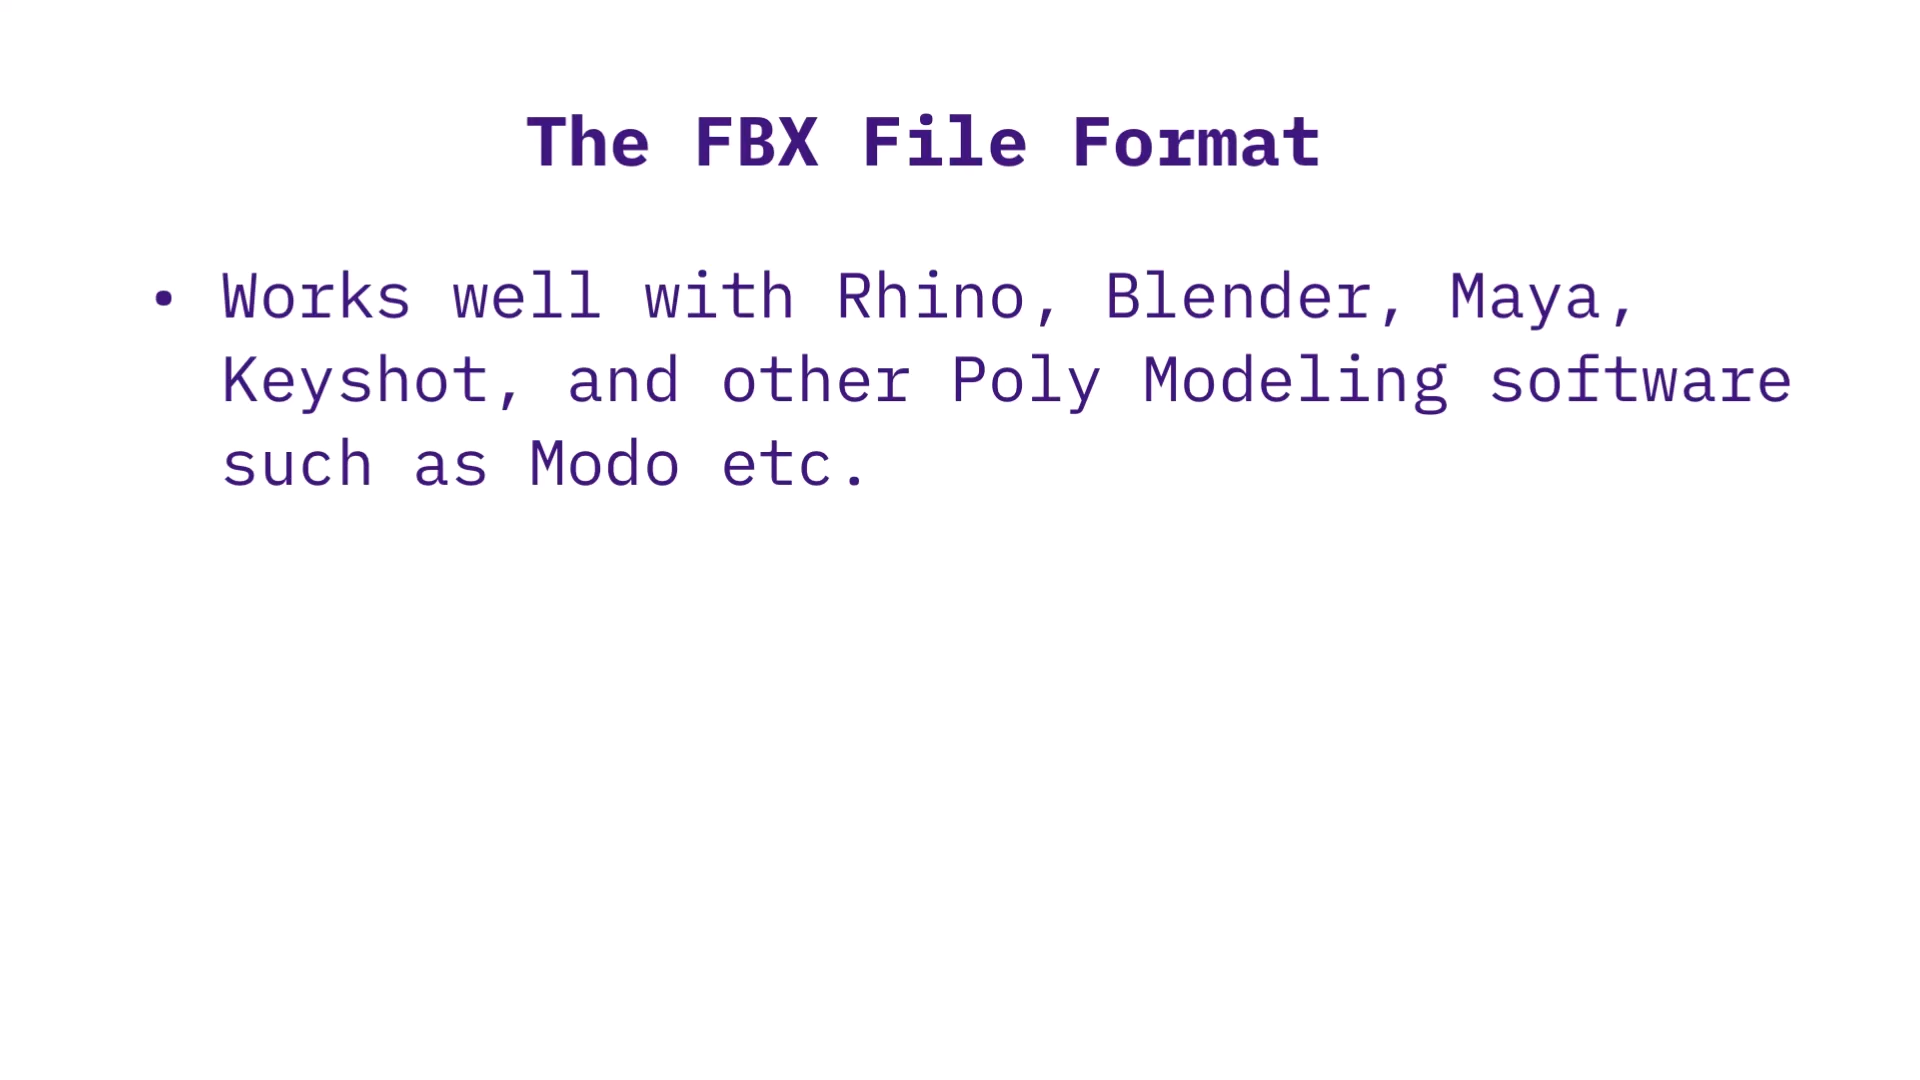 The FBX File Format
• Works well with Rhino, Blender, Maya,
Keyshot, and other Poly Modeling software
such as Modo etc.